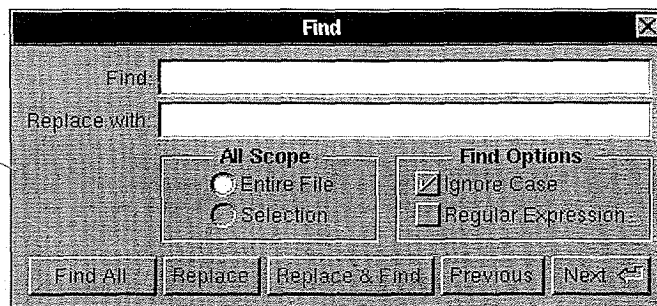 Find
Find:
Replace with:
All Scope
Entire File
Selection
Find Options
Ignore Case
Regular Expression
Find All Replace Replace & Find Previous Next